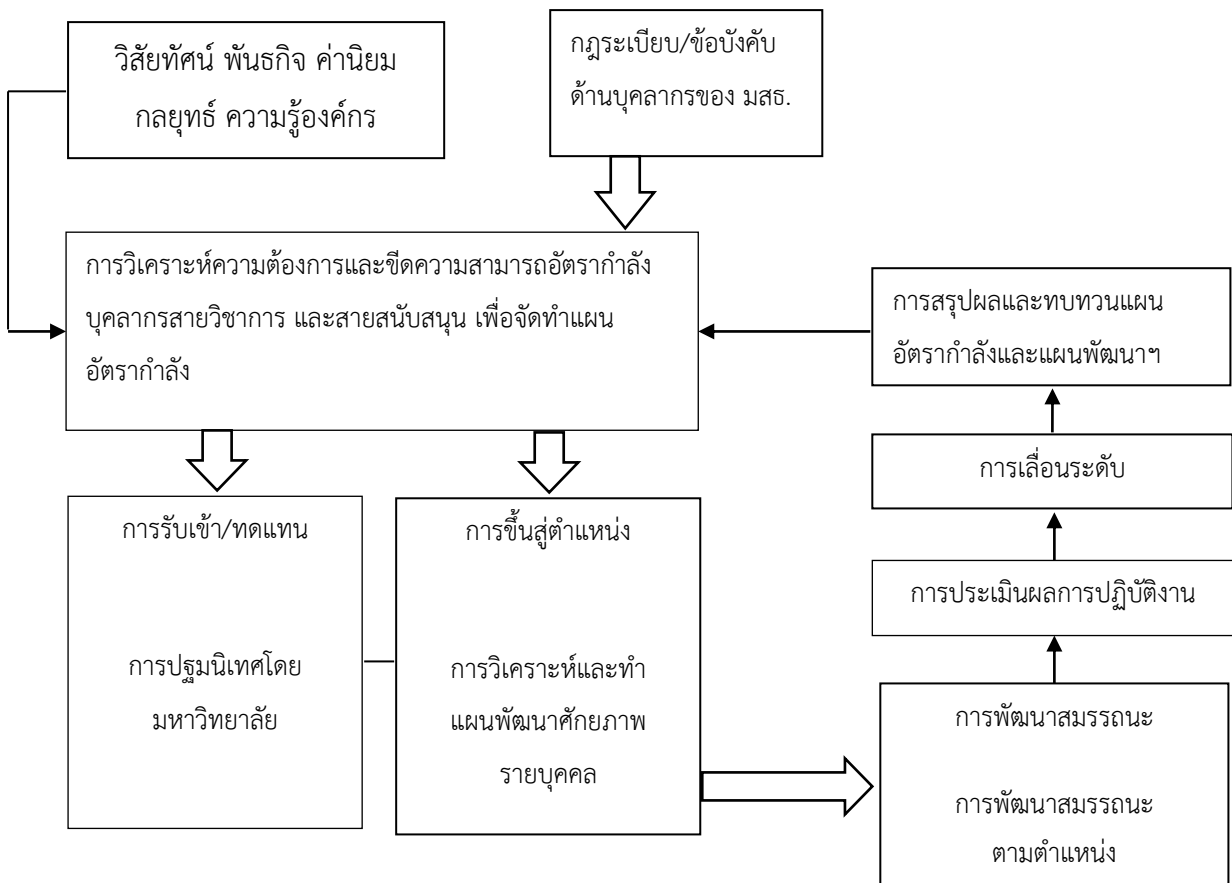 วิสัยทัศน์ พันธกิจ ค่านิยม
กลยุทธ์ ความรู้องค์กร
กฎระเบียบ/ข้อบังคับ
ด้านบุคลากรของ มสธ.
การวิเคราะห์ความต้องการและขีดความสามารถอัตรากำลัง
บุคลากรสายวิชาการ และสายสนับสนุน เพื่อจัดทำแผน
อัตรากำลัง
การสรุปผลและทบทวนแผน
อัตรากำลังและแผนพัฒนาฯ
การเลื่อนระดับ
การประเมินผลการปฏิบัติงาน
การรับเข้า/ทดแทน
การปฐมนิเทศโดย
มหาวิทยาลัย
การขึ้นสู่ตำแหน่ง
การวิเคราะห์และทำ
แผนพัฒนาศักยภาพ
รายบุคคล
การพัฒนาสมรรถนะ
การพัฒนาสมรรถนะ
ตามตำแหน่ง